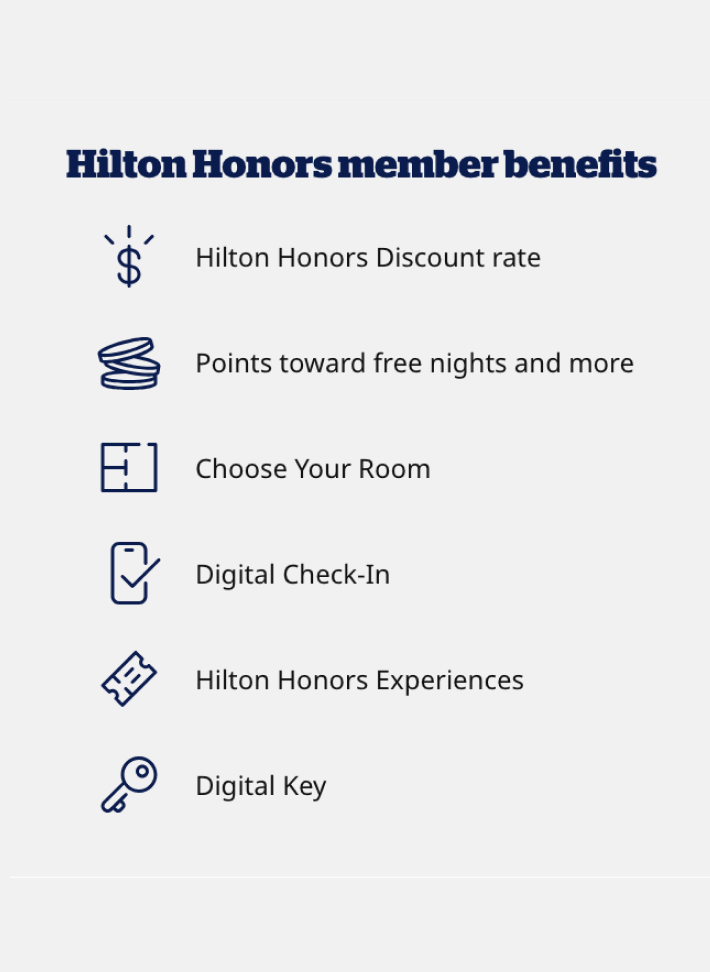 Hilton Honors member benefits
Hilton Honors Discount rate
Points toward free nights and more
Choose Your Room
Digital Check-In
Hilton Honors Experiences
Digital Key